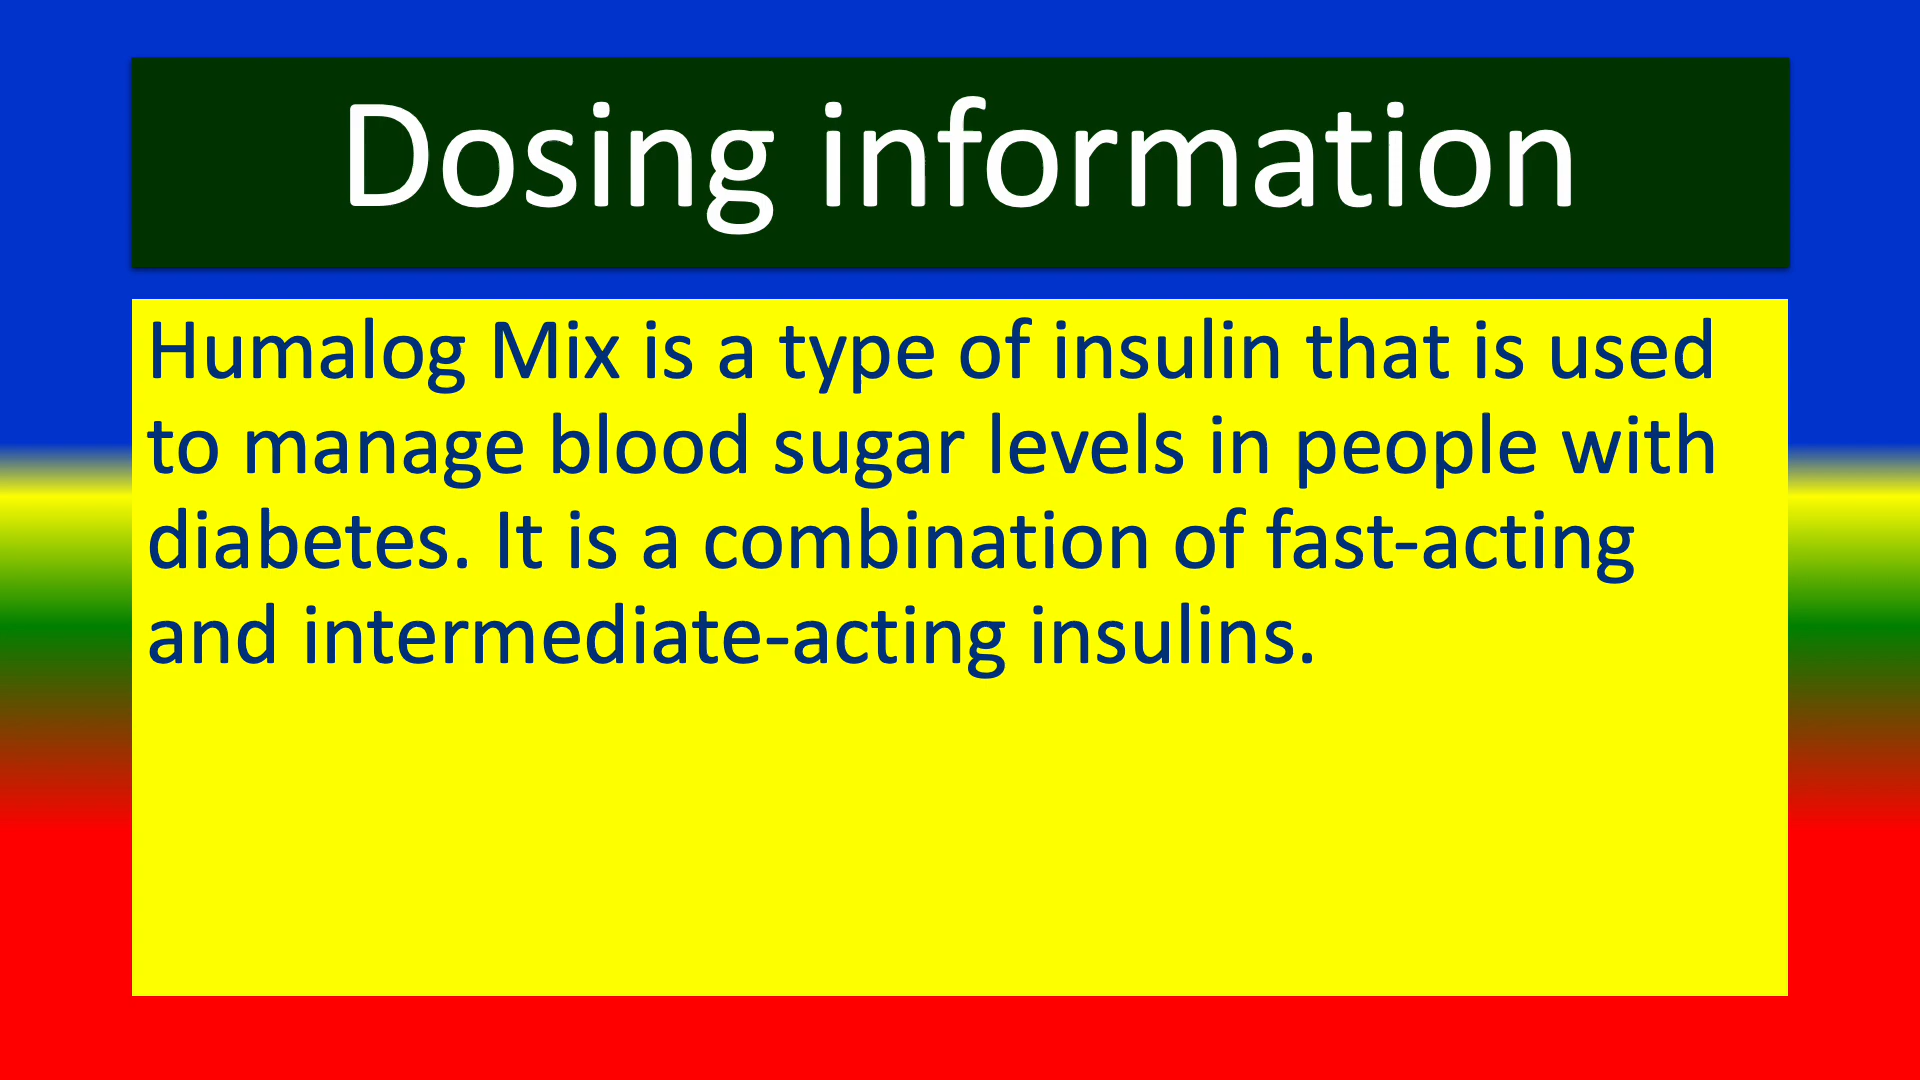 Dosing information
Humalog Mix is a type of insulin that is used
to manage blood sugar levels in people with
diabetes. It is a combination of fast-acting
and intermediate-acting insulins.